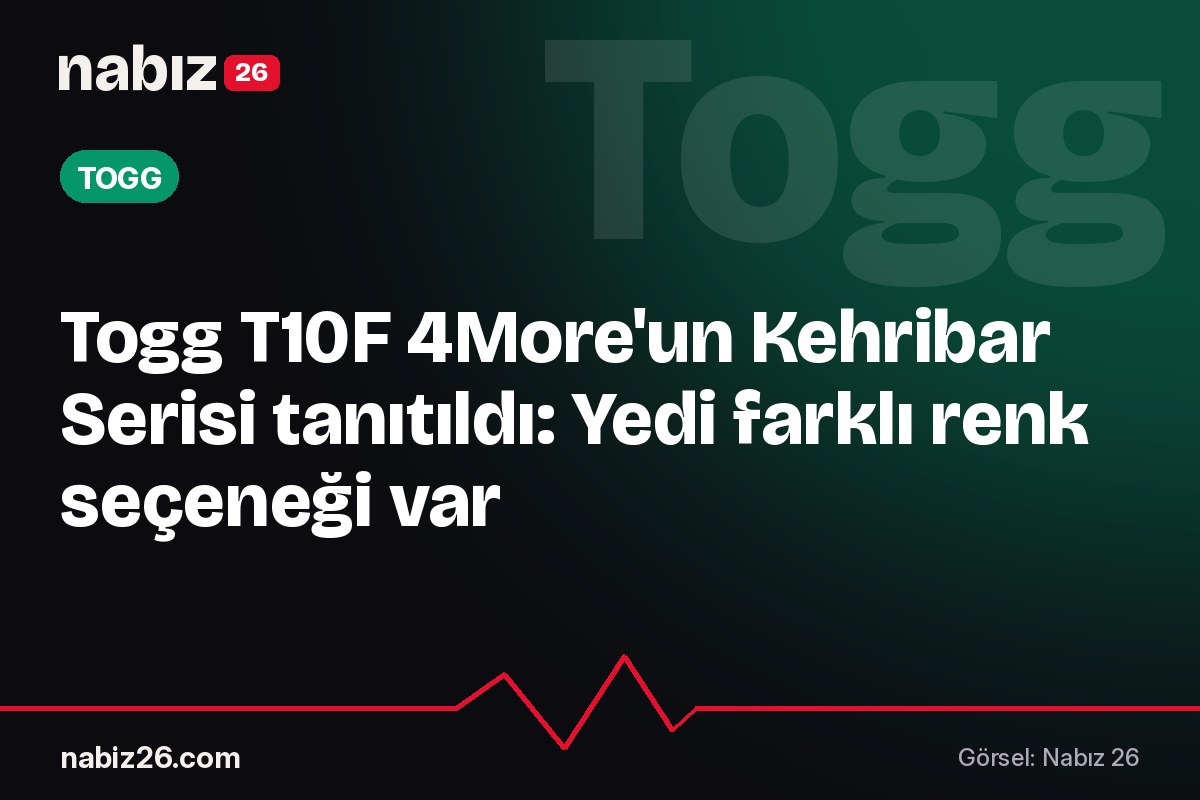 nabız 26
Togg
TOGG
Togg T10F 4More'un Kehribar
Serisi tanıtıldı: Yedi farklı renk
seçeneği var
nabiz26.com
Görsel: Nabız 26